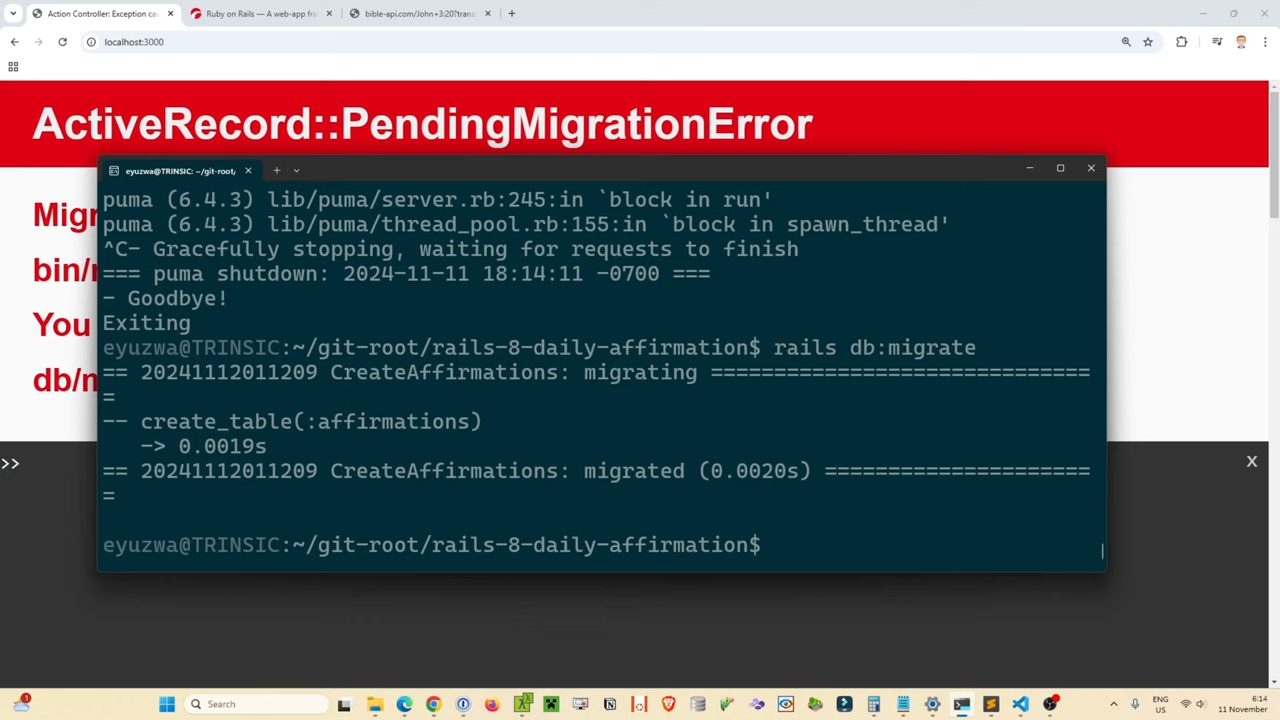 Action Controller: Exception ca
Ruby on Rails — A web-app fra
bible-api.com/John+3:20?trans
localhost:3000
ActiveRecord::PendingMigrationError
eyuzwa@TRINSIC: ~/git-root/
Migr
bin/r
You
db/m
puma (6.4.3) lib/puma/server.rb:245:in `block in run'
puma (6.4.3) lib/puma/thread_pool.rb:155:in `block in spawn_thread'
^C- Gracefully stopping, waiting for requests to finish
=== puma shutdown: 2024-11-11 18:14:11 -0700 ===
- Goodbye!
Exiting
eyuzwa@TRINSIC:~/git-root/rails-8-daily-affirmation$ rails db:migrate
== 20241112011209 CreateAffirmations: migrating ==============================
=
-- create_table(:affirmations)
-> 0.0019s
== 20241112011209 CreateAffirmations: migrated (0.0020s) =====================
=
eyuzwa@TRINSIC:~/git-root/rails-8-daily-affirmation$
>>
x
1
Search
ENG
US
6:14
11 November